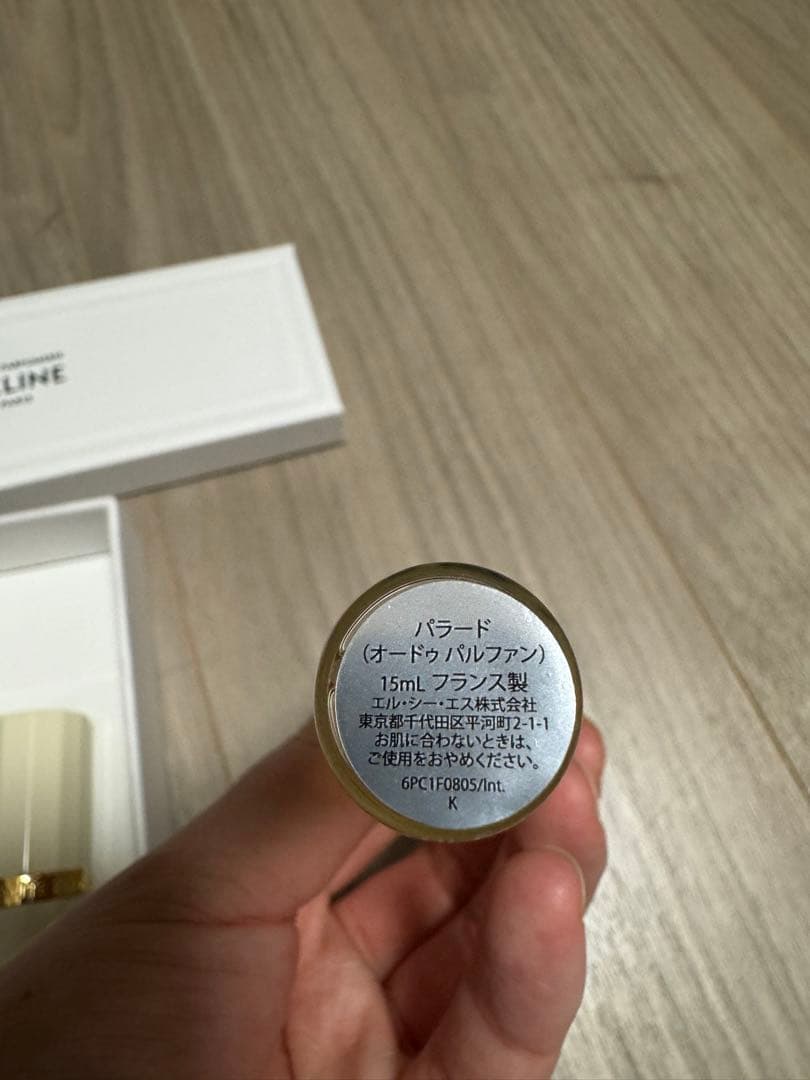 LINE
PARIS
パラード
（オードゥ パルファン）
15mL フランス製
エル・シー・エス株式会社
東京都千代田区平河町2-1-1
お肌に合わないときは、
ご使用をおやめください。
6PC1F0805/Int.
K